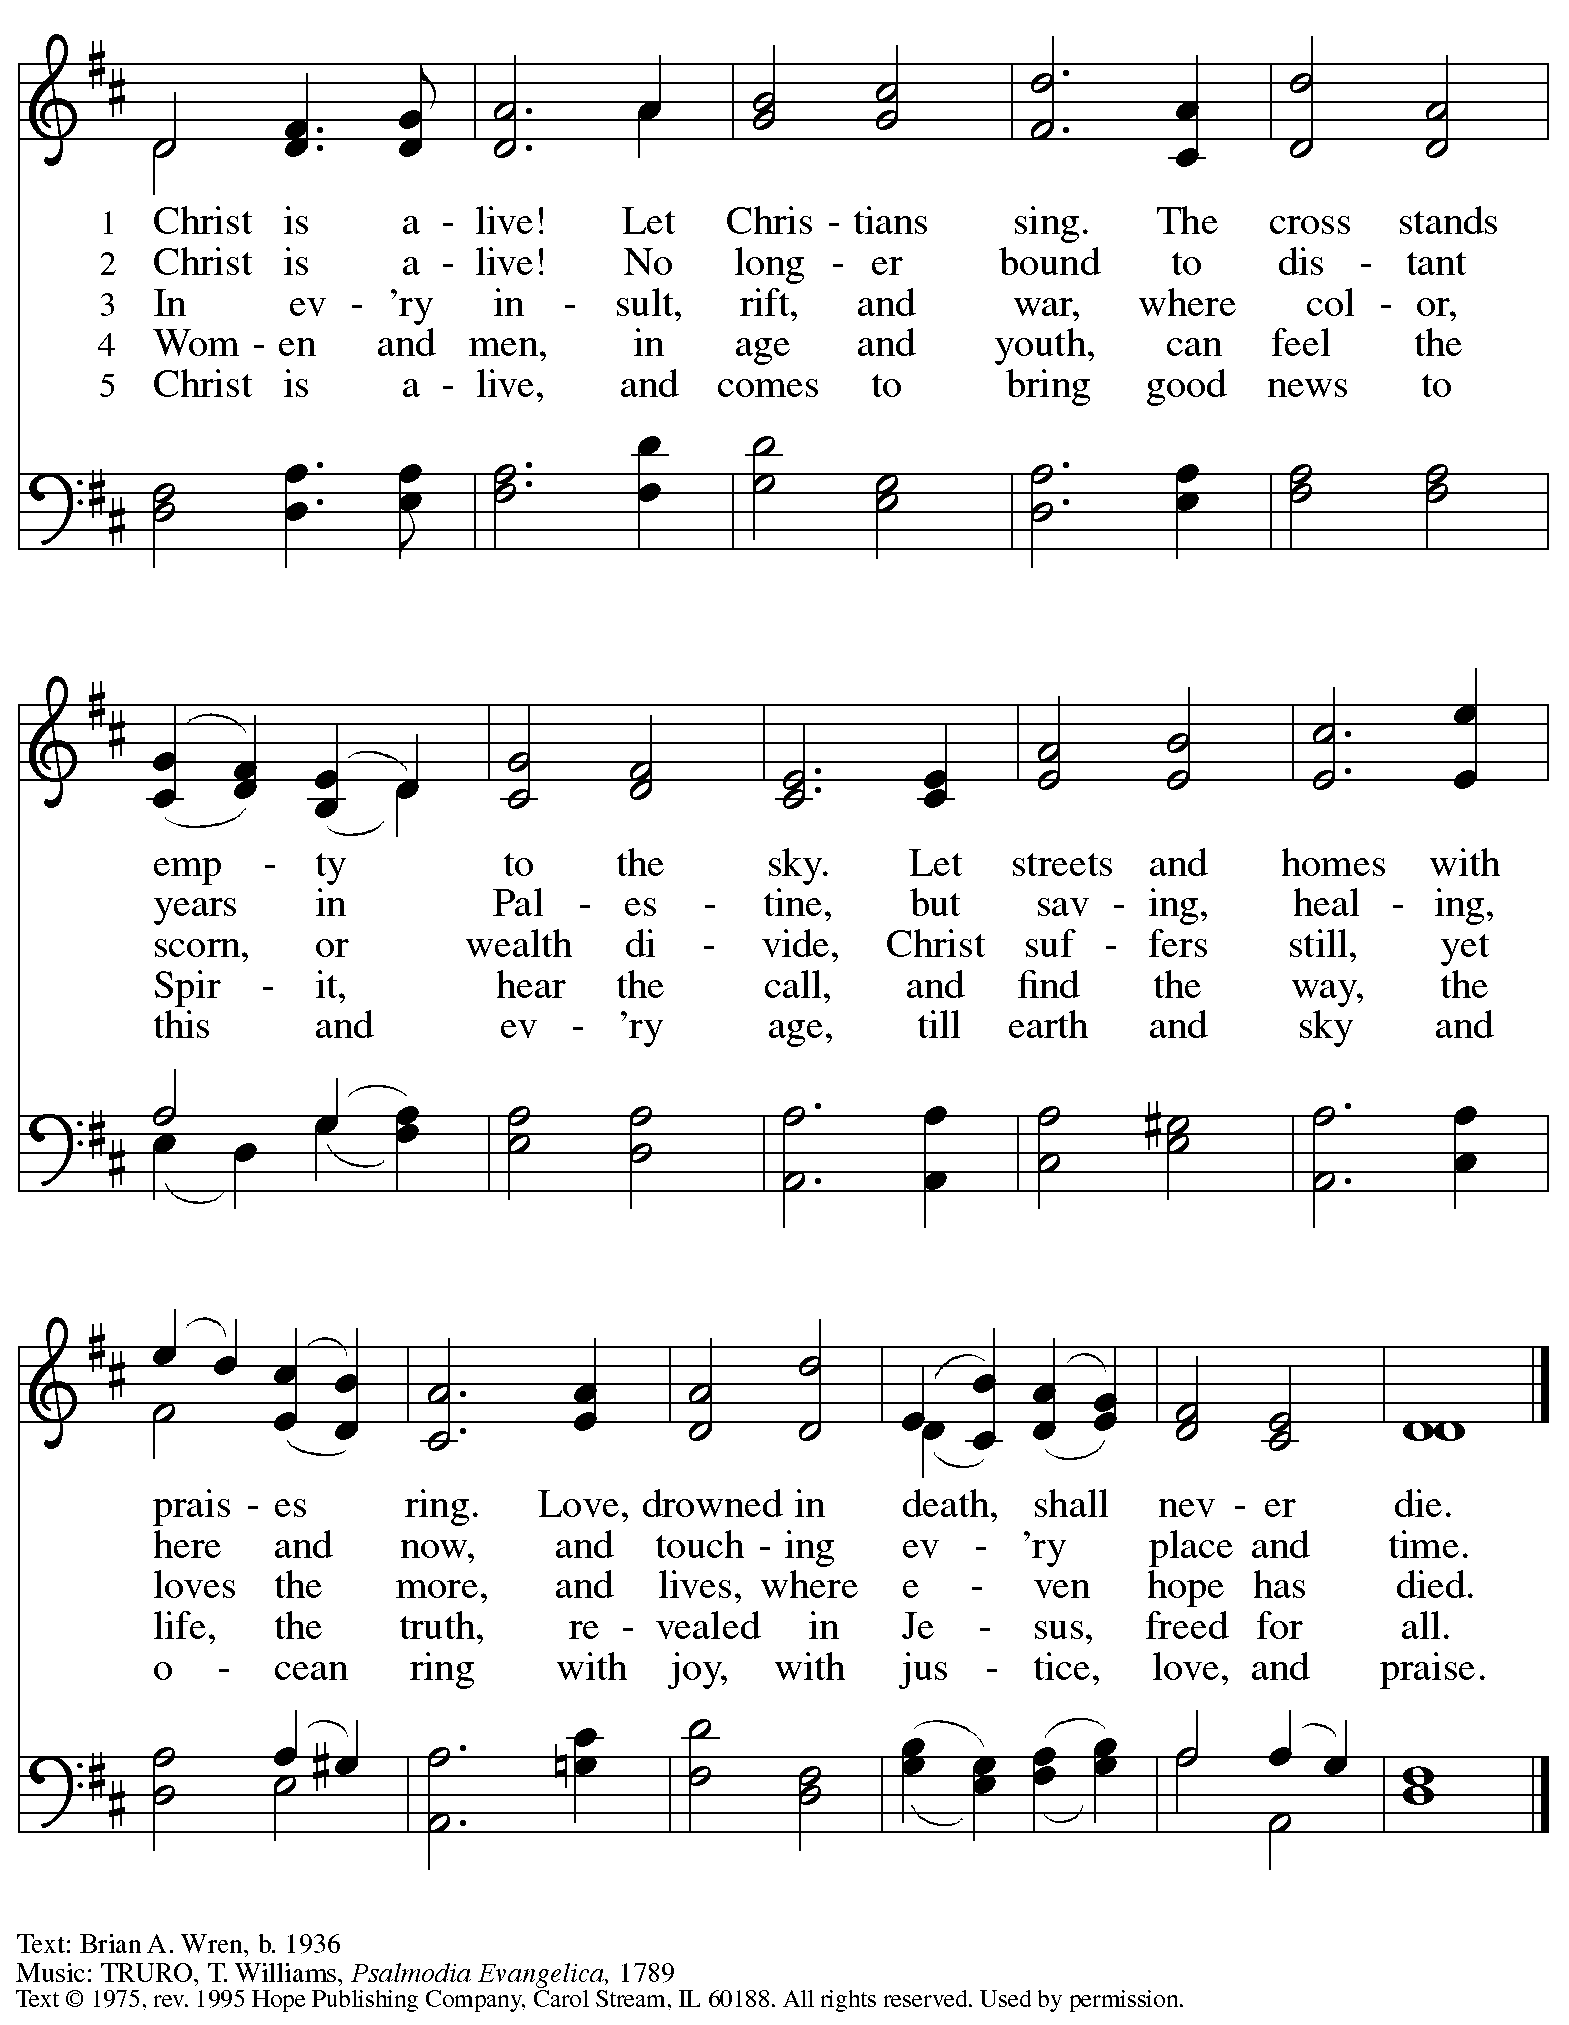 1 Christ is a - live! Let Chris - tians sing. The cross stands
2 Christ is a - live! No long - er bound to dis - tant
3 In ev - 'ry in - sult, rift, and war, where col - or,
4 Wom - en and men, in age and youth, can feel the
5 Christ is a - live, and comes to bring good news to
emp - ty to the sky. Let streets and homes with
years in Pal - es - tine, but sav - ing, heal - ing,
scorn, or wealth di - vide, Christ suf - fers still, yet
Spir - it, hear the call, and find the way, the
this and ev - 'ry age, till earth and sky and
prais - es ring. Love, drowned in death, shall nev - er die.
here and now, and touch - ing ev - 'ry place and time.
loves the more, and lives, where e - ven hope has died.
life, the truth, re - vealed in Je - sus, freed for all.
o - cean ring with joy, with jus - tice, love, and praise.
Text: Brian A. Wren, b. 1936
Music: TRURO, T. Williams, Psalmodia Evangelica, 1789
Text © 1975, rev. 1995 Hope Publishing Company, Carol Stream, IL 60188. All rights reserved. Used by permission.